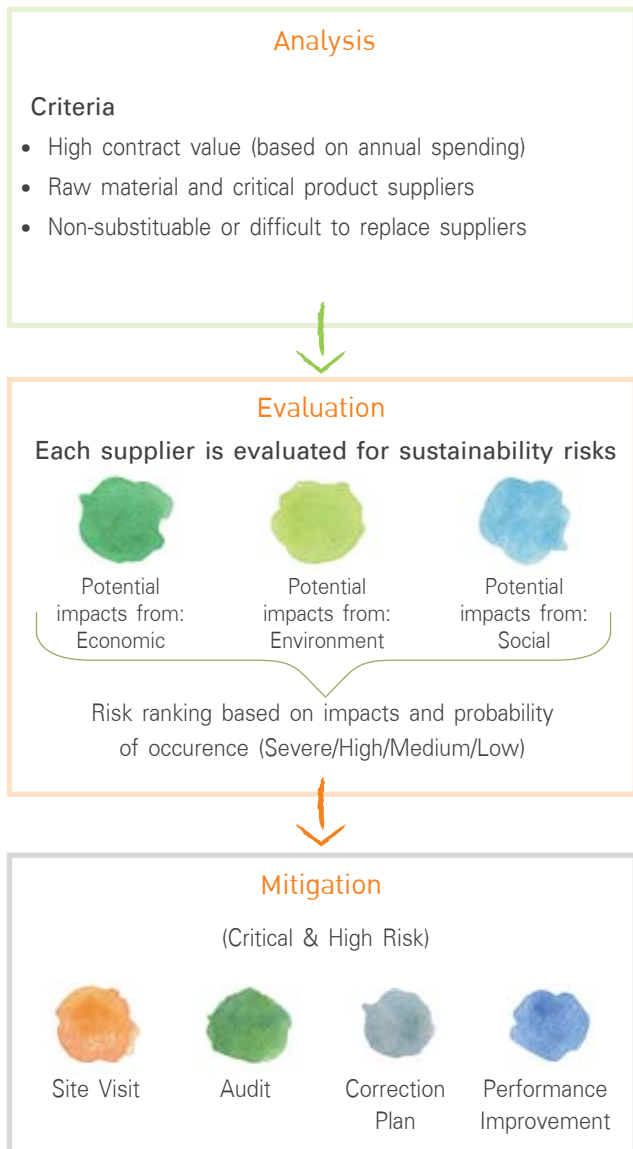 Analysis
Criteria
• High contract value (based on annual spending)
• Raw material and critical product suppliers
• Non-substituable or difficult to replace suppliers
Evaluation
Each supplier is evaluated for sustainability risks
Potential impacts from: Economic
Potential impacts from: Environment
Potential impacts from: Social
Risk ranking based on impacts and probability
of occurence (Severe/High/Medium/Low)
Mitigation
(Critical & High Risk)
Site Visit
Audit
Correction Plan
Performance Improvement